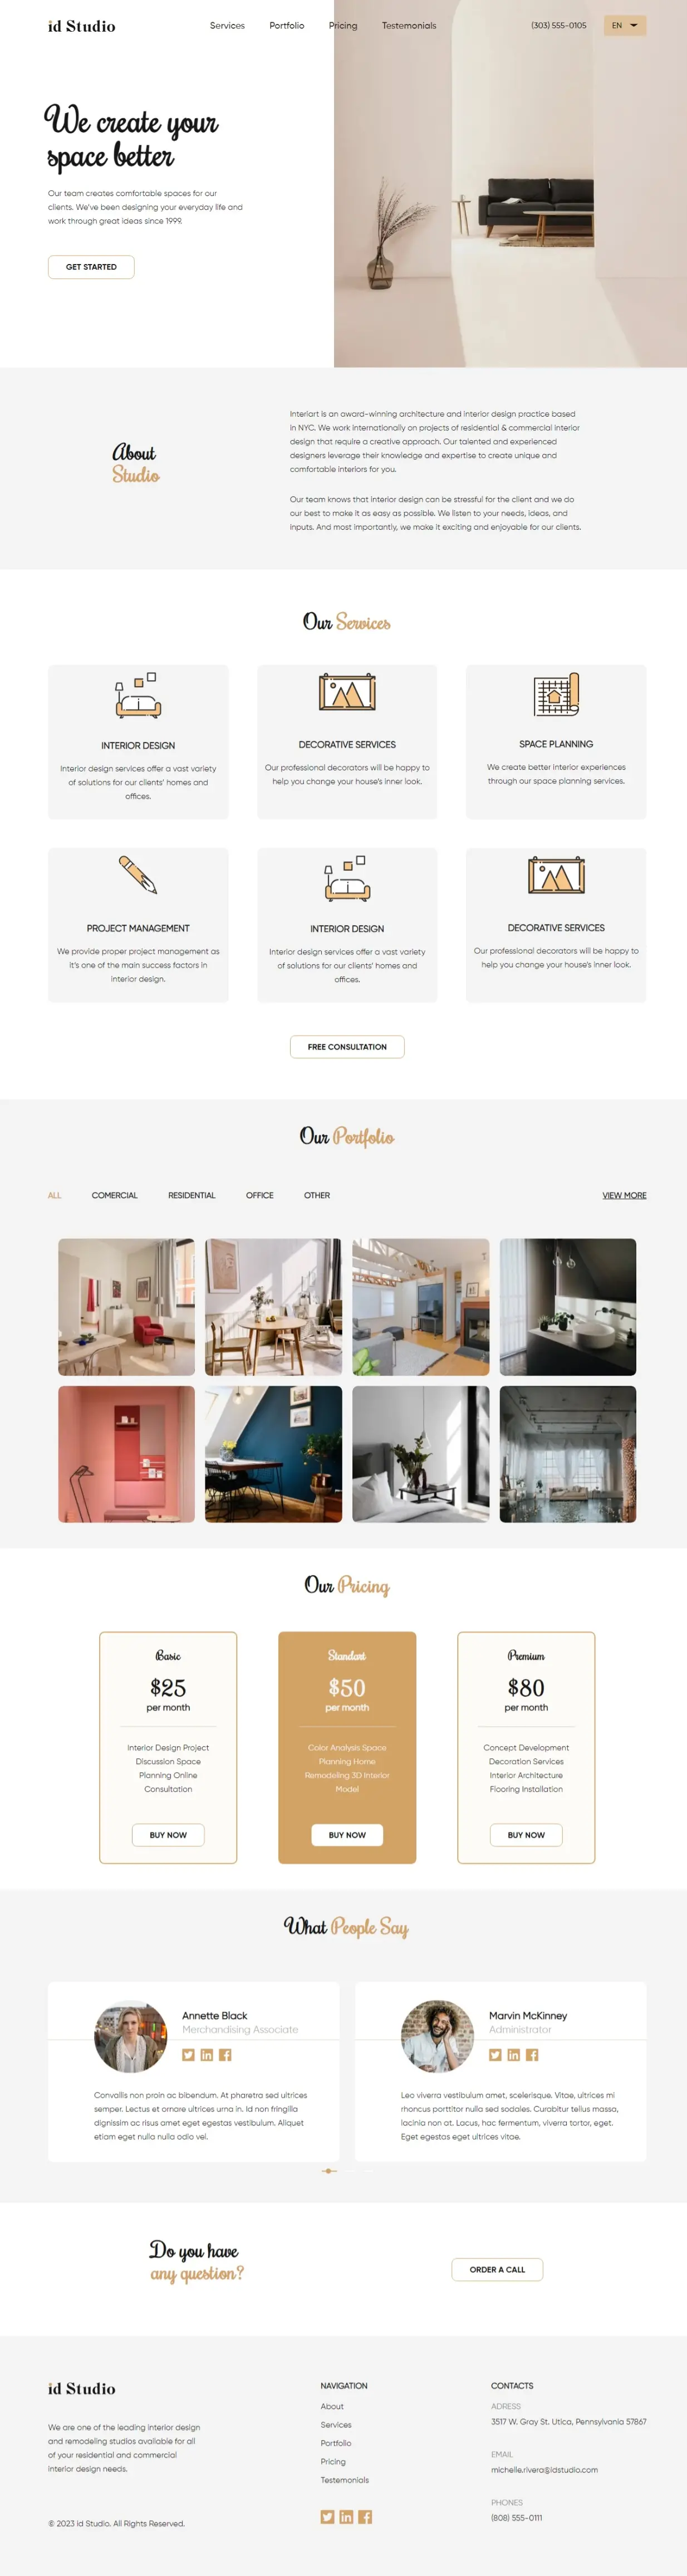 id Studio
Services Portfolio Pricing Testemonials
(303) 555-0105
EN
We create your
space better
Our team creates comfortable spaces for our
clients. We've been designing your everyday life and
work through great ideas since 1999.
GET STARTED
About
Studio
Interiart is an award-winning architecture and interior design practice based
in NYC. We work internationally on projects of residential & commercial interior
design that require a creative approach. Our talented and experienced
designers leverage their knowledge and expertise to create unique and
comfortable interiors for you.
Our team knows that interior design can be stressful for the client and we do
our best to make it as easy as possible. We listen to your needs, ideas, and
inputs. And most importantly, we make it exciting and enjoyable for our clients.
Our Services
INTERIOR DESIGN
Interior design services offer a vast variety
of solutions for our clients' homes and
offices.
DECORATIVE SERVICES
Our professional decorators will be happy to
help you change your house's inner look.
SPACE PLANNING
We create better interior experiences
through our space planning services.
PROJECT MANAGEMENT
We provide proper project management as
it's one of the main success factors in
interior design.
INTERIOR DESIGN
Interior design services offer a vast variety
of solutions for our clients' homes and
offices.
DECORATIVE SERVICES
Our professional decorators will be happy to
help you change your house's inner look.
FREE CONSULTATION
Our Portfolio
ALL COMERCIAL RESIDENTIAL OFFICE OTHER
VIEW MORE
Our Pricing
Basic
$25
per month
Interior Design Project
Discussion Space
Planning Online
Consultation
BUY NOW
Standart
$50
per month
Color Analysis Space
Planning Home
Remodeling 3D Interior
Model
BUY NOW
Premium
$80
per month
Concept Development
Decoration Services
Interior Architecture
Flooring Installation
BUY NOW
What People Say
Annette Black
Merchandising Associate
Convallis non proin ac bibendum. At pharetra sed ultrices
semper. Lectus et ornare ultrices urna in. Id non fringilla
dignissim ac risus amet eget egestas vestibulum. Aliquet
etiam eget nulla nulla odio vel.
Marvin McKinney
Administrator
Leo viverra vestibulum amet, scelerisque. Vitae, ultrices mi
rhoncus porttitor nulla sed sodales. Curabitur tellus massa,
lacinia non at. Lacus, hac fermentum, viverra tortor, eget.
Eget egestas eget ultrices vitae.
Do you have
any question?
ORDER A CALL
id Studio
We are one of the leading interior design
and remodeling studios available for all
of your residential and commercial
interior design needs.
© 2023 id Studio. All Rights Reserved.
NAVIGATION
About
Services
Portfolio
Pricing
Testemonials
CONTACTS
ADRESS
3517 W. Gray St. Utica, Pennsylvania 57867
EMAIL
michelle.rivera@idstudio.com
PHONES
(808) 555-0111